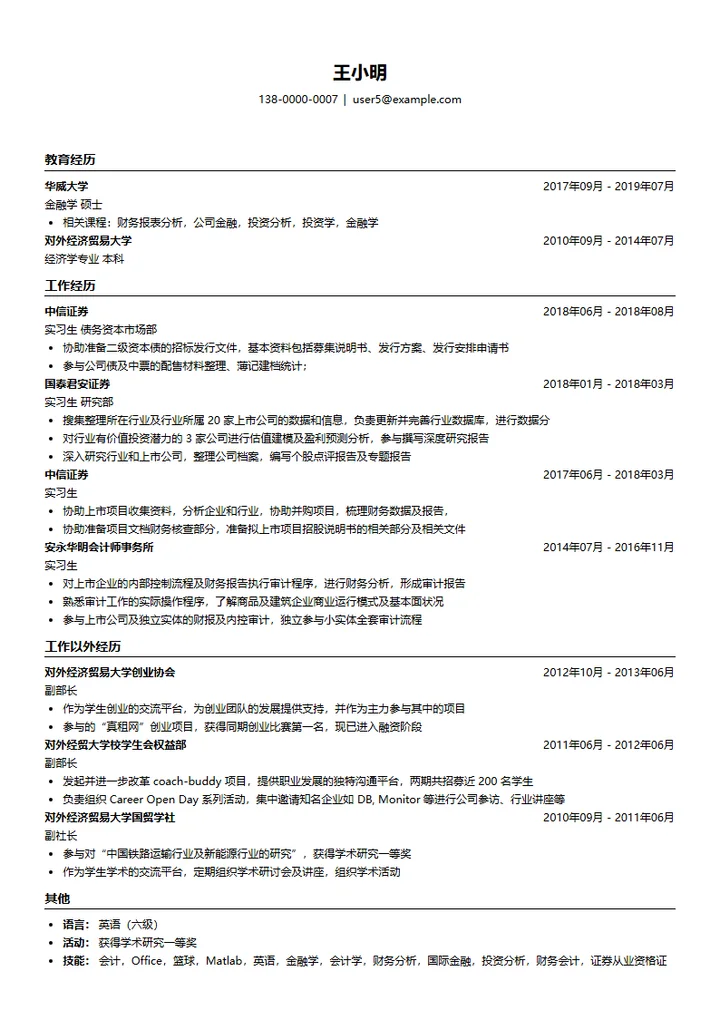 王小明
138-0000-0007 | user5@example.com
教育经历
华威大学 2017年09月 - 2019年07月
金融学 硕士
• 相关课程：财务报表分析，公司金融，投资分析，投资学，金融学
对外经济贸易大学 2010年09月 - 2014年07月
经济学专业 本科
工作经历
中信证券 2018年06月 - 2018年08月
实习生 债务资本市场部
• 协助准备二级资本债的招标发行文件，基本资料包括募集说明书、发行方案、发行安排申请书
• 参与公司债及中票的配售材料整理、薄记建档统计；
国泰君安证券 2018年01月 - 2018年03月
实习生 研究部
• 搜集整理所在行业及行业所属 20 家上市公司的数据和信息，负责更新并完善行业数据库，进行数据分
• 对行业有价值投资潜力的 3 家公司进行估值建模及盈利预测分析，参与撰写深度研究报告
• 深入研究行业和上市公司，整理公司档案，编写个股点评报告及专题报告
中信证券 2017年06月 - 2018年03月
实习生
• 协助上市项目收集资料，分析企业和行业，协助并购项目，梳理财务数据及报告，
• 协助准备项目文档财务核查部分，准备拟上市项目招股说明书的相关部分及相关文件
安永华明会计师事务所 2014年07月 - 2016年11月
实习生
• 对上市企业的内部控制流程及财务报告执行审计程序，进行财务分析，形成审计报告
• 熟悉审计工作的实际操作程序，了解商品及建筑企业商业运行模式及基本面状况
• 参与上市公司及独立实体的财报及内控审计，独立参与小实体全套审计流程
工作以外经历
对外经济贸易大学创业协会 2012年10月 - 2013年06月
副部长
• 作为学生创业的交流平台，为创业团队的发展提供支持，并作为主力参与其中的项目
• 参与的“真租网”创业项目，获得同期创业比赛第一名，现已进入融资阶段
对外经贸大学校学生会权益部 2011年06月 - 2012年06月
副部长
• 发起并进一步改革 coach-buddy 项目，提供职业发展的独特沟通平台，两期共招募近 200 名学生
• 负责组织 Career Open Day 系列活动，集中邀请知名企业如 DB, Monitor 等进行公司参访、行业讲座等
对外经济贸易大学国贸学社 2010年09月 - 2011年06月
副社长
• 参与对“中国铁路运输行业及新能源行业的研究”，获得学术研究一等奖
• 作为学生学术的交流平台，定期组织学术研讨会及讲座，组织学术活动
其他
• 语言： 英语（六级）
• 活动： 获得学术研究一等奖
• 技能： 会计，Office，篮球，Matlab，英语，金融学，会计学，财务分析，国际金融，投资分析，财务会计，证券从业资格证